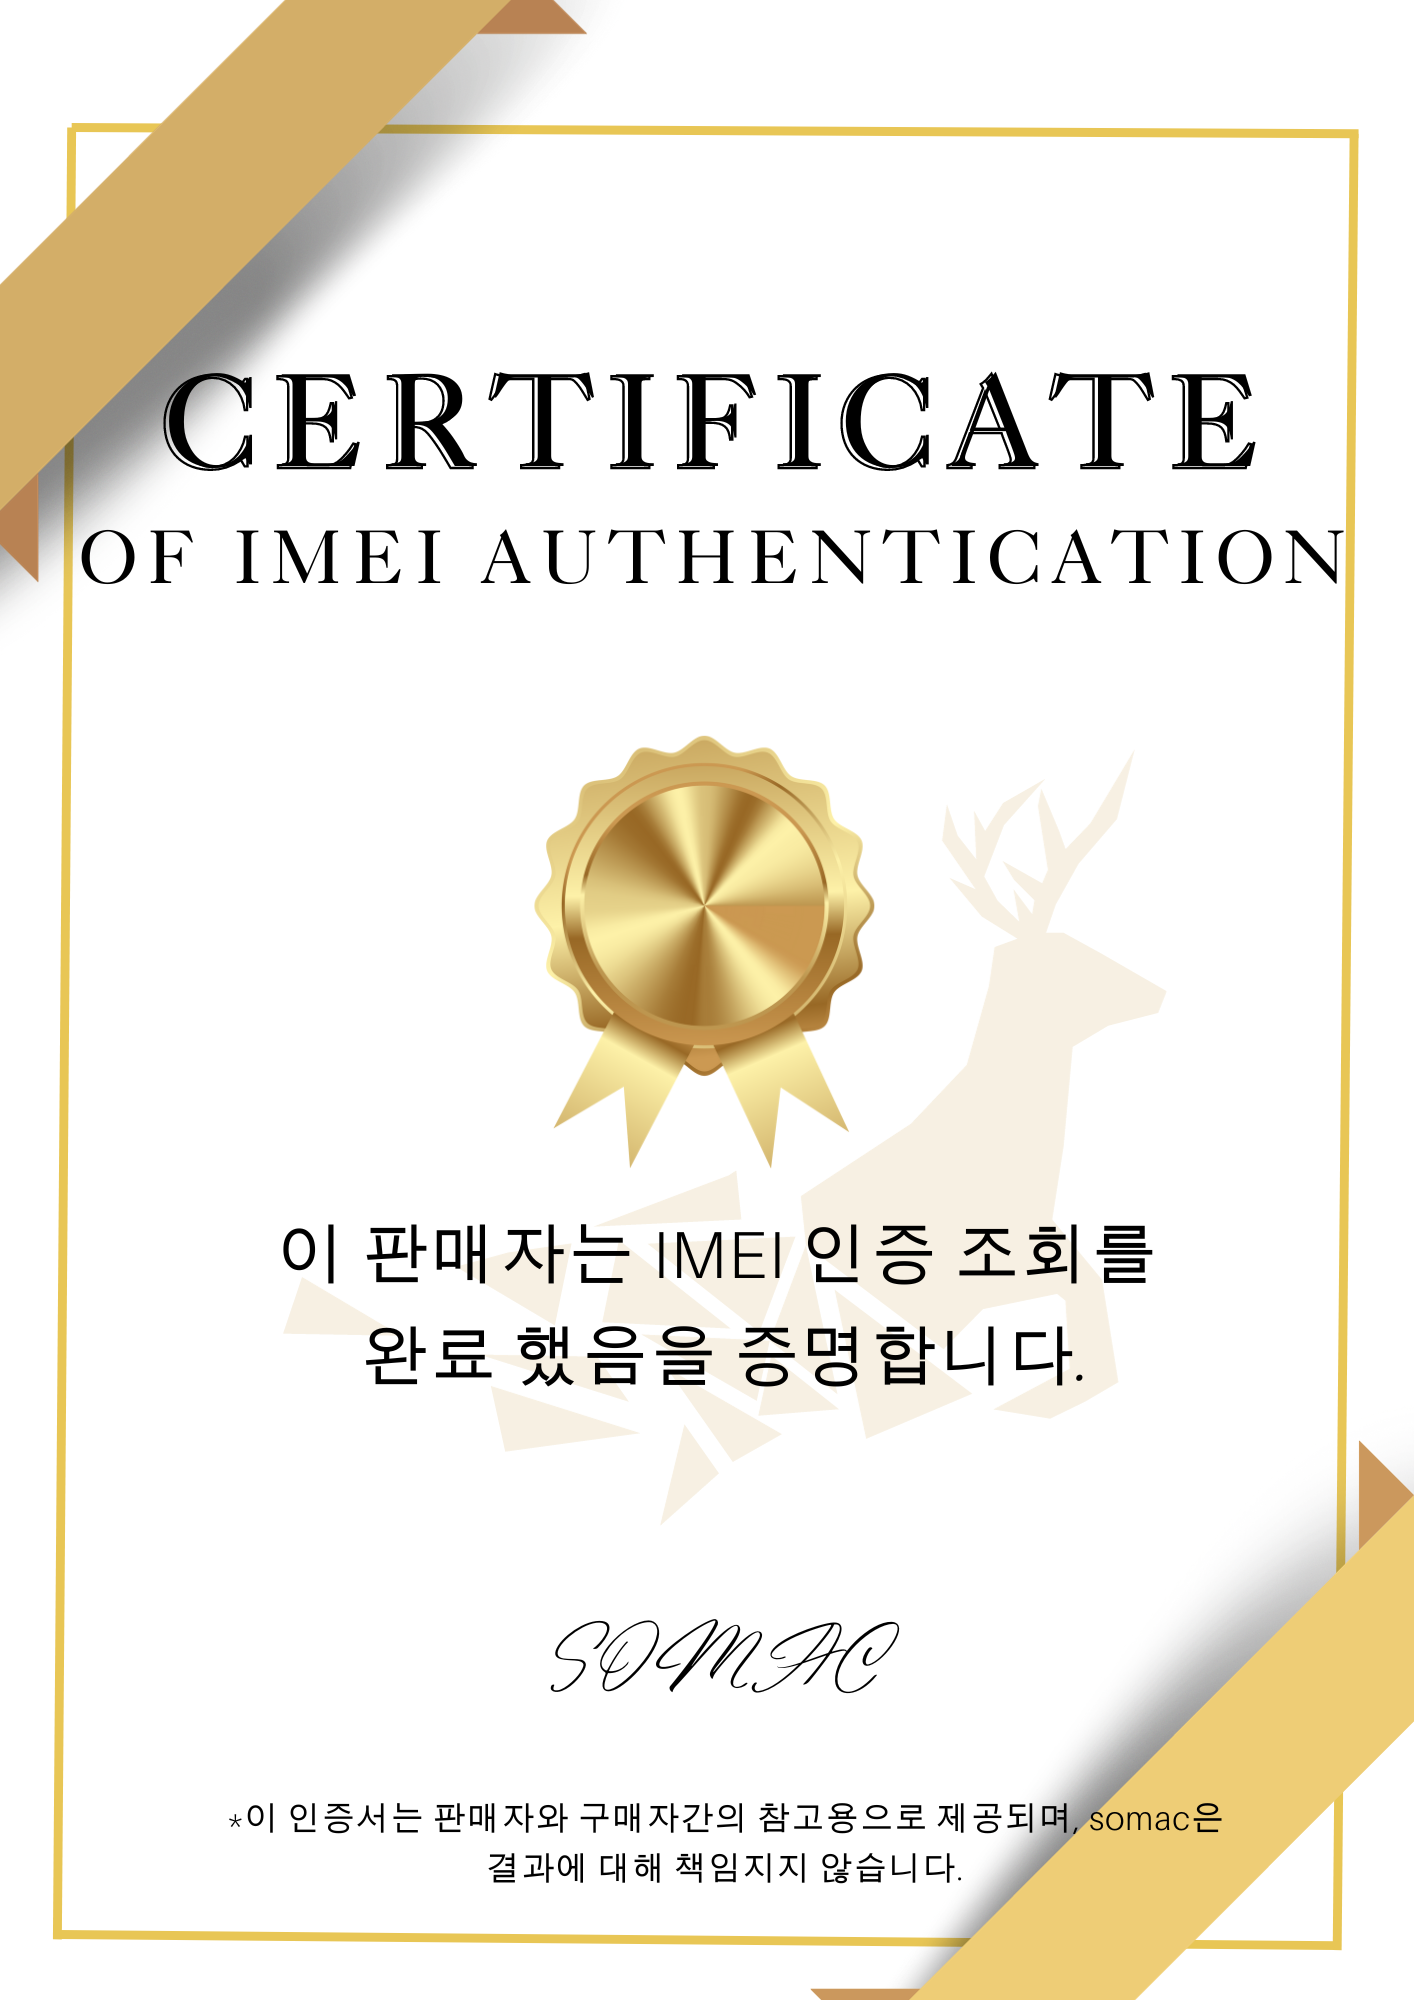 CERTIFICATE
OF IMEI AUTHENTICATION
이 판매자는 IMEI 인증 조회를
완료 했음을 증명합니다.
SOMAC
*이 인증서는 판매자와 구매자간의 참고용으로 제공되며, somac은
결과에 대해 책임지지 않습니다.